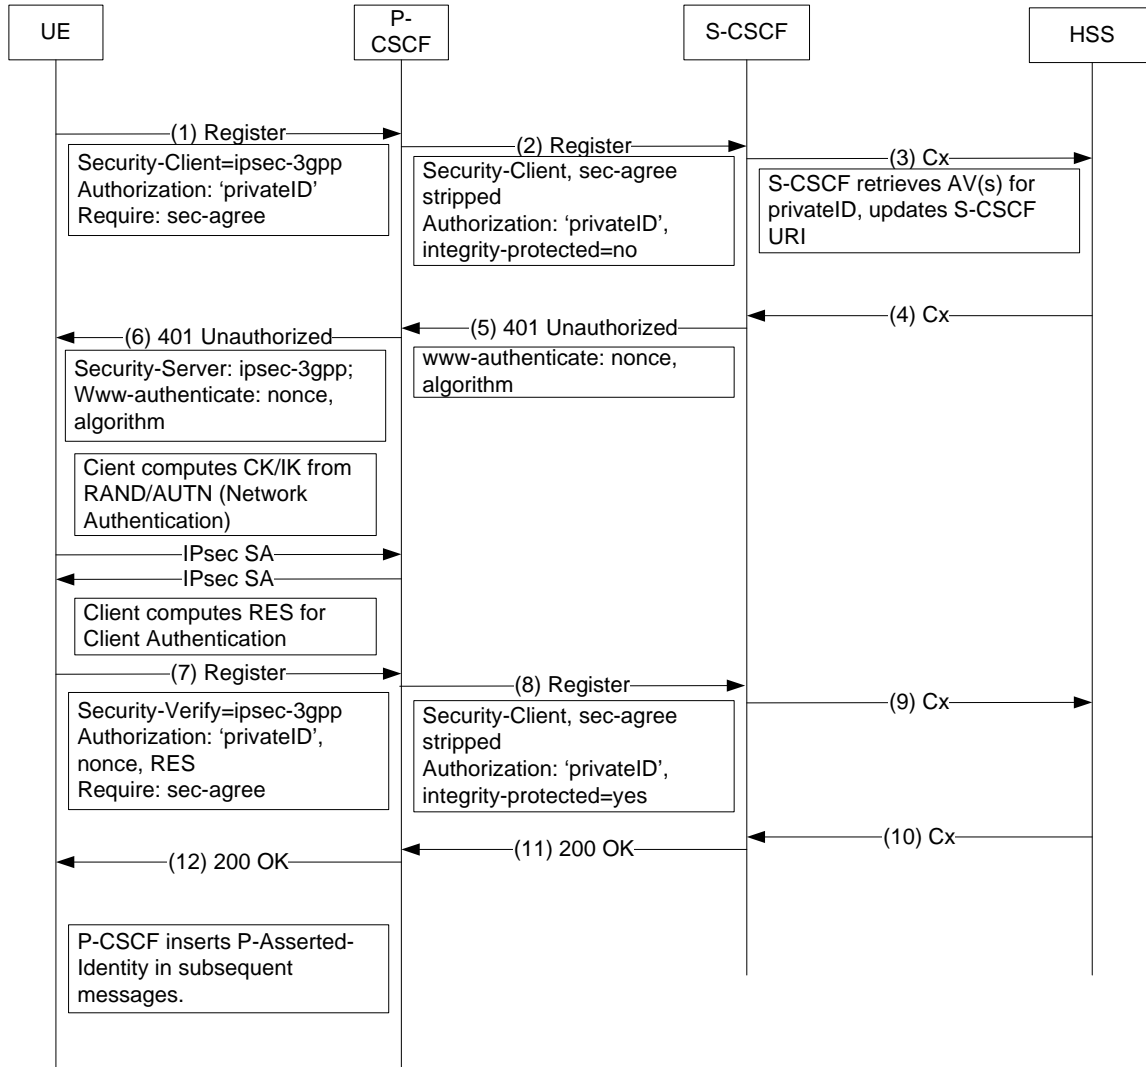 UE
P-
CSCF
S-CSCF
HSS
(1) Register
Security-Client=ipsec-3gpp
Authorization: ‘privateID’
Require: sec-agree
(2) Register
Security-Client, sec-agree
stripped
Authorization: ‘privateID’,
integrity-protected=no
(3) Cx
S-CSCF retrieves AV(s) for
privateID, updates S-CSCF
URI
(4) Cx
(5) 401 Unauthorized
www-authenticate: nonce,
algorithm
(6) 401 Unauthorized
Security-Server: ipsec-3gpp;
Www-authenticate: nonce,
algorithm
Cient computes CK/IK from
RAND/AUTN (Network
Authentication)
IPsec SA
IPsec SA
Client computes RES for
Client Authentication
(7) Register
Security-Verify=ipsec-3gpp
Authorization: ‘privateID’,
nonce, RES
Require: sec-agree
(8) Register
Security-Client, sec-agree
stripped
Authorization: ‘privateID’,
integrity-protected=yes
(9) Cx
(10) Cx
(11) 200 OK
(12) 200 OK
P-CSCF inserts P-Asserted-
Identity in subsequent
messages.